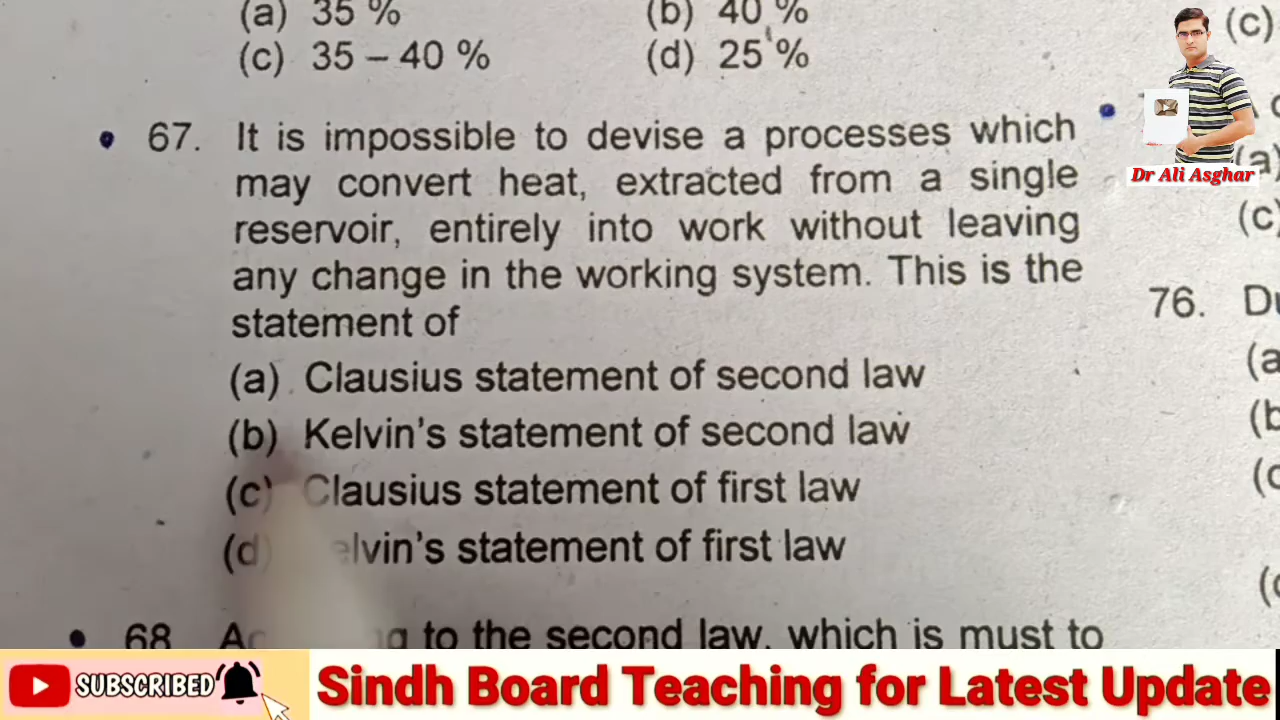 (a) 35 %
(b) 40 %
(c) 35 – 40 %
(d) 25 %
67. It is impossible to devise a processes which
may convert heat, extracted from a single
reservoir, entirely into work without leaving
any change in the working system. This is the
statement of
(a) Clausius statement of second law
(b) Kelvin's statement of second law
(c) Clausius statement of first law
(d) Kelvin's statement of first law
68 to the second law, which is must to
(c)
Dr Ali Asghar
(a)
(c)
76.
(a
(b
(c
SUBSCRIBED
Sindh Board Teaching for Latest Update